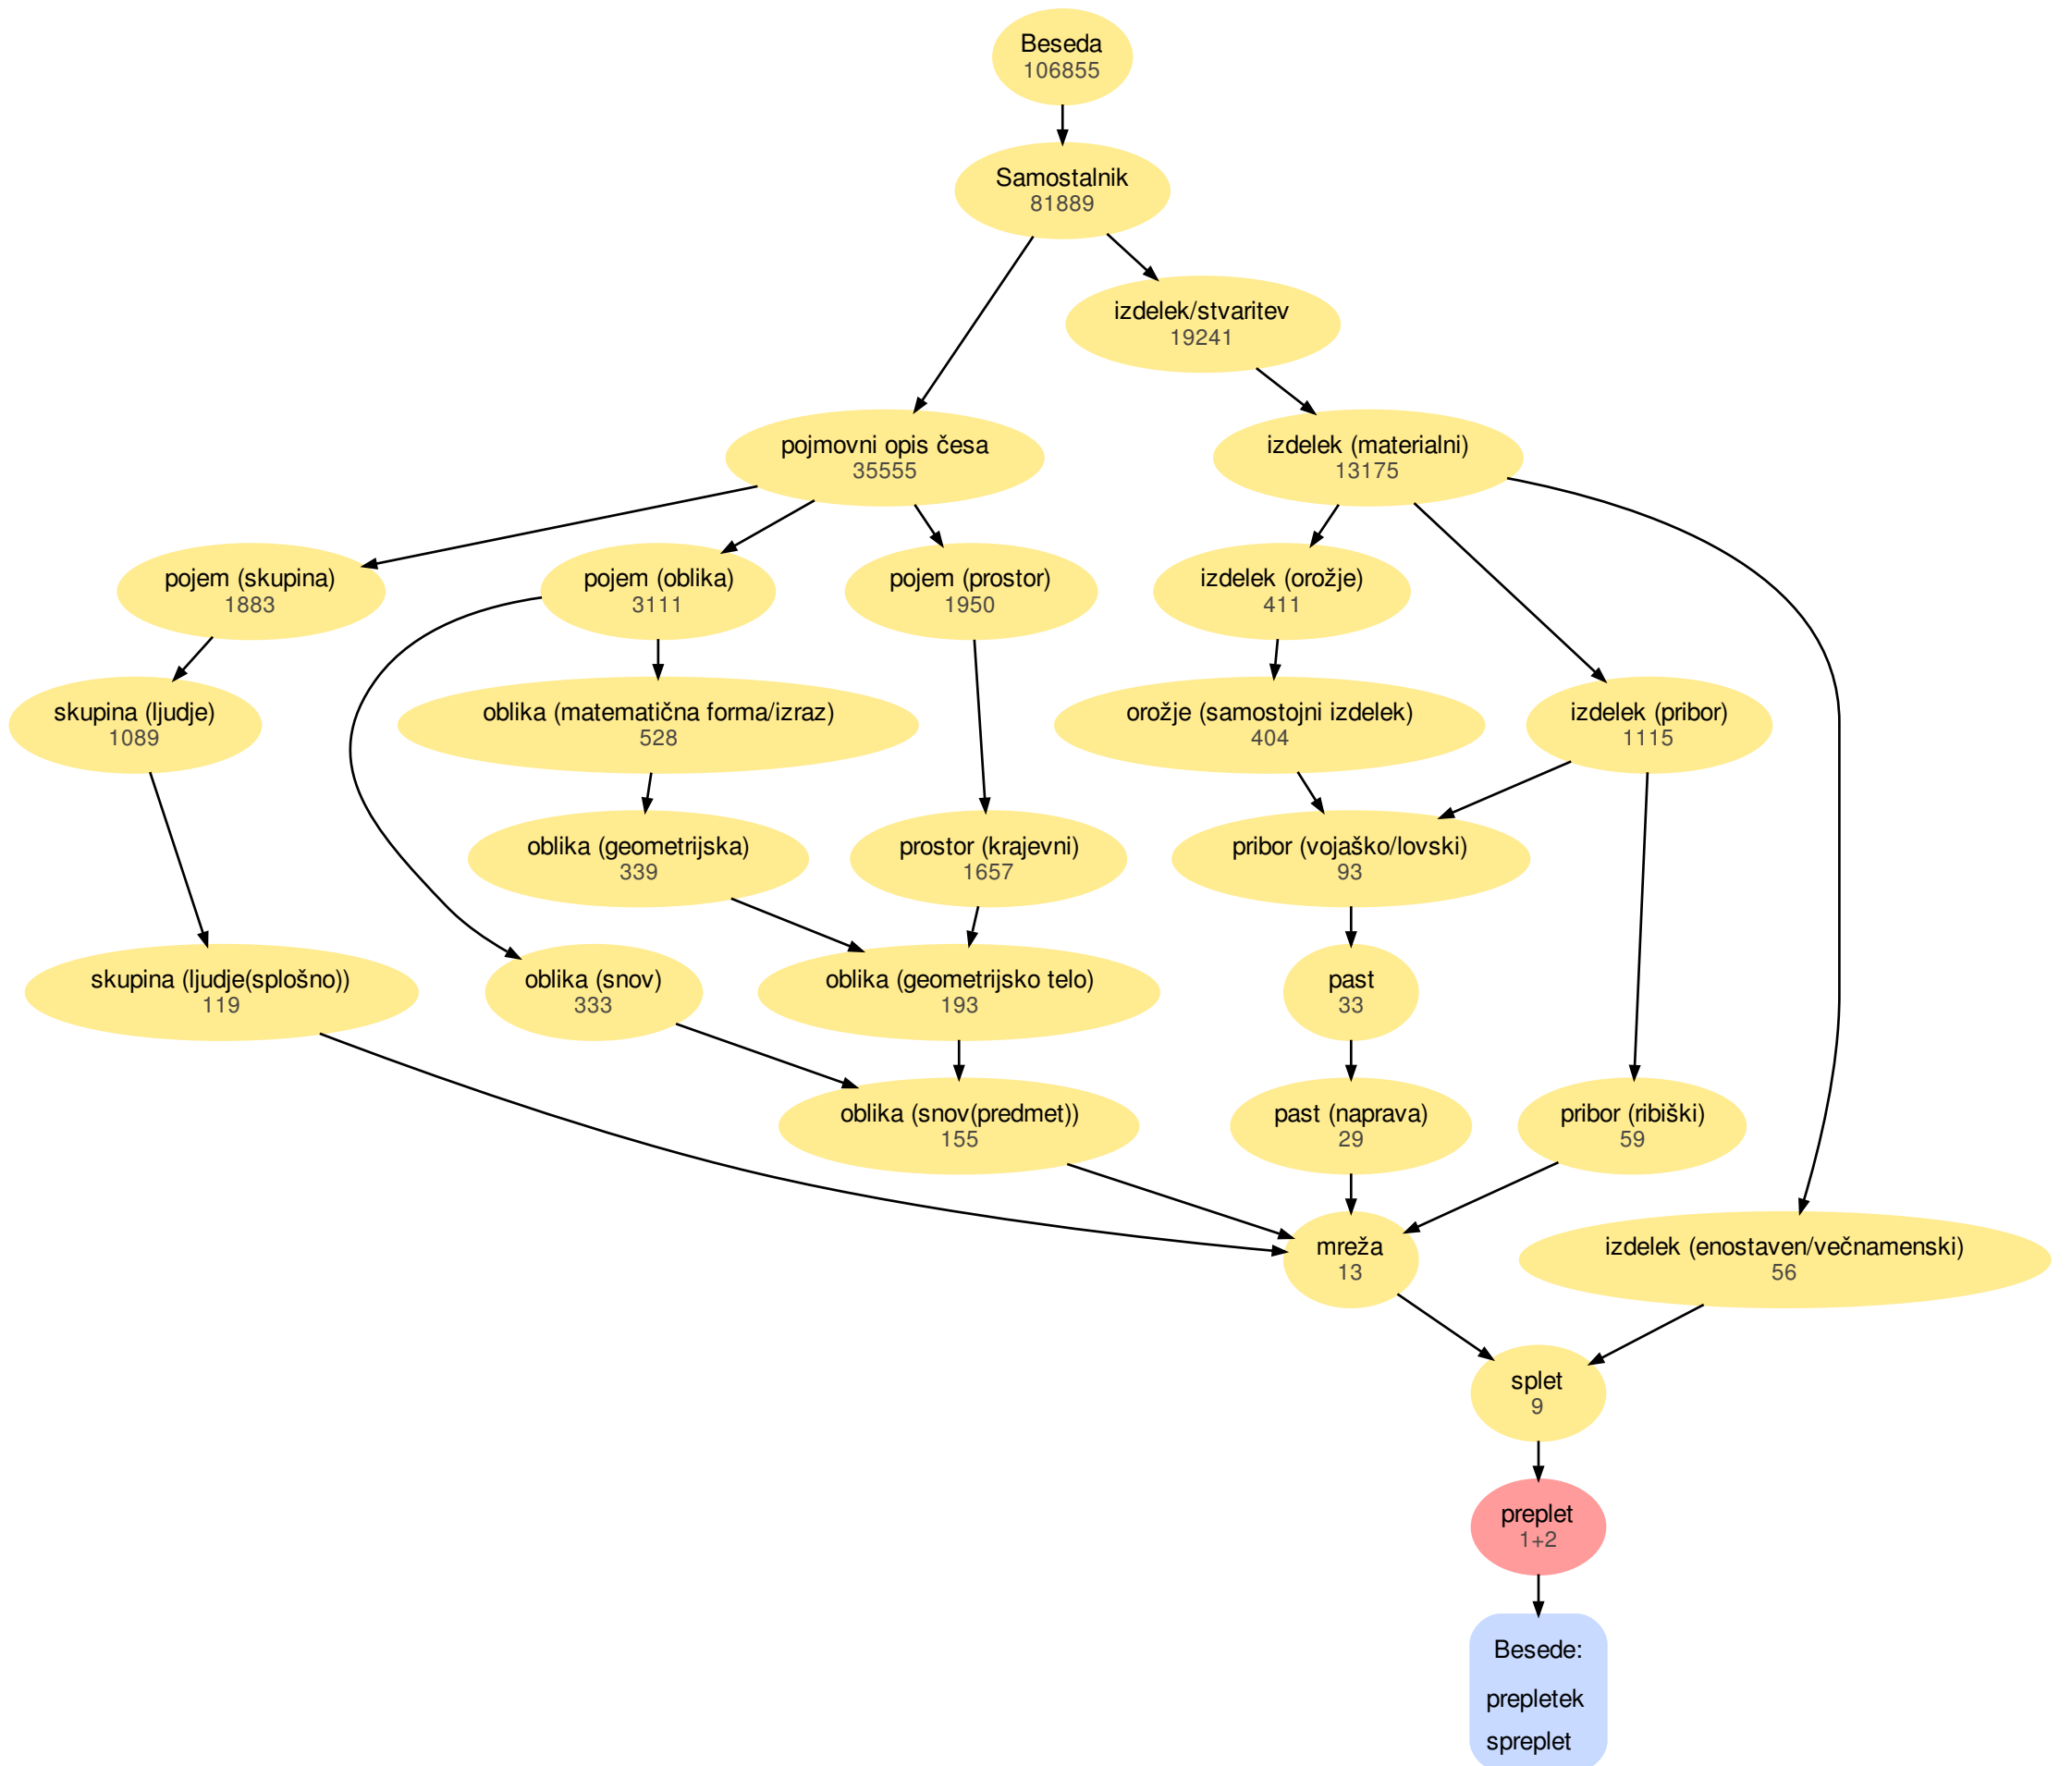 Beseda
106855
Samostalnik
81889
izdelek/stvaritev
19241
pojmovni opis česa
35555
izdelek (materialni)
13175
pojem (skupina)
1883
pojem (oblika)
3111
pojem (prostor)
1950
izdelek (orožje)
411
skupina (ljudje)
1089
oblika (matematična forma/izraz)
528
orožje (samostojni izdelek)
404
izdelek (pribor)
1115
oblika (geometrijska)
339
prostor (krajevni)
1657
pribor (vojaško/lovski)
93
skupina (ljudje(splošno))
119
oblika (snov)
333
oblika (geometrijsko telo)
193
past
33
oblika (snov(predmet))
155
past (naprava)
29
pribor (ribiški)
59
mreža
13
izdelek (enostaven/večnamenski)
56
splet
9
preplet
1+2
Besede:
prepletek
spreplet